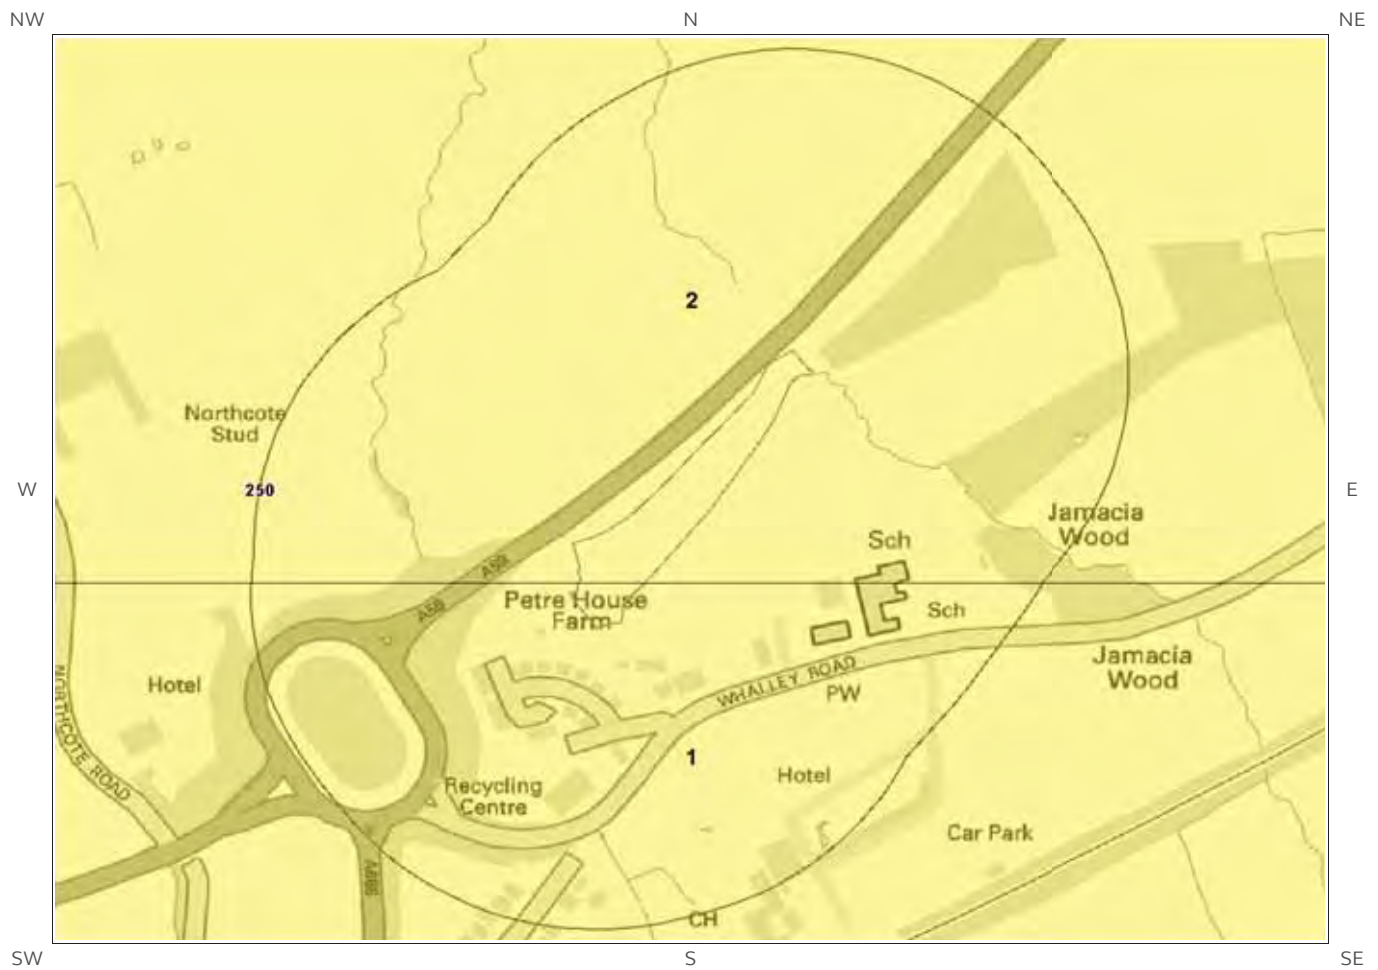 NW
N
NE
2
Northcote
Stud
W
250
E
Jamacia
Wood
Sch
A59
A59
Petre House
Farm
Sch
Hotel
WHALLEY ROAD
PW
Jamacia
Wood
NORTHCOTE ROAD
1
Hotel
Recycling
Centre
Car Park
A666
CH
SW
S
SE